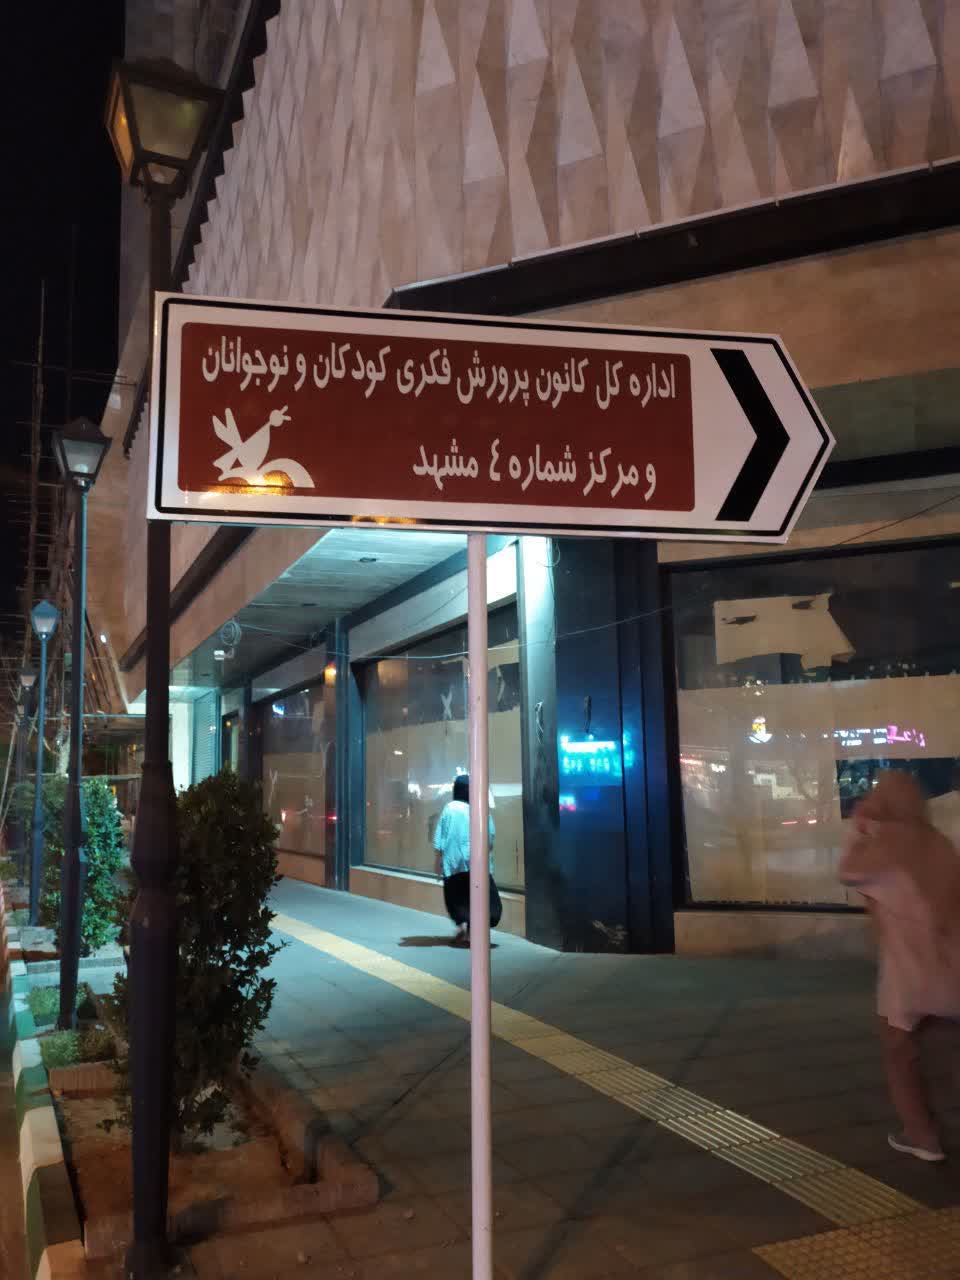 اداره کل کانون پرورش فکری کودکان و نوجوانان
و مرکز شماره ٤ مشهد